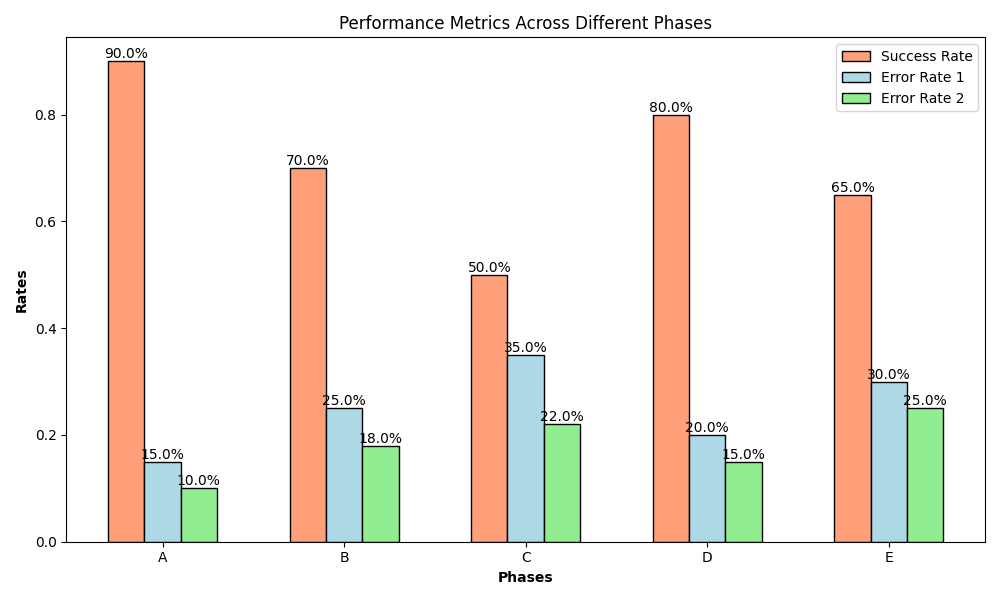 Performance Metrics Across Different Phases
Success Rate
Error Rate 1
Error Rate 2
Rates
0.8
0.6
0.4
0.2
0.0
90.0%
15.0%
10.0%
70.0%
25.0%
18.0%
50.0%
35.0%
22.0%
80.0%
20.0%
15.0%
65.0%
30.0%
25.0%
A B C D E
Phases